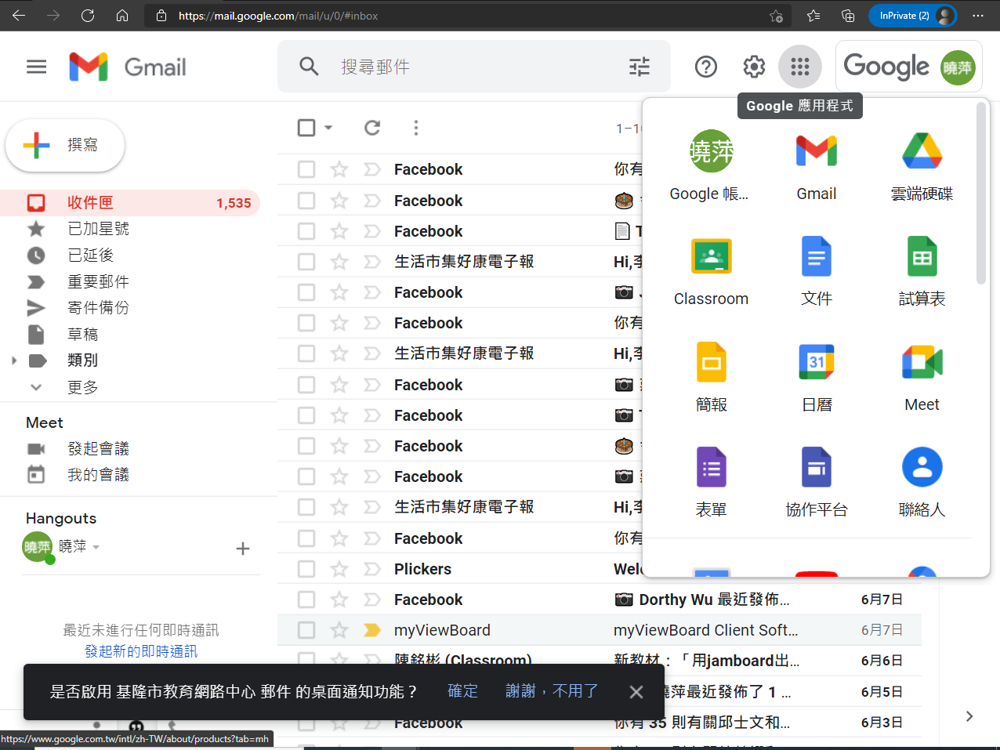 https://mail.google.com/mail/u/0/#inbox
InPrivate (2)
Gmail
搜尋郵件
Google
曉萍
Google 應用程式
撰寫
1–10
收件匣 1,535
已加星號
已延後
重要郵件
寄件備份
草稿
類別
更多
Meet
發起會議
我的會議
Hangouts
曉萍
曉萍
最近未進行任何即時通訊
發起新的即時通訊
Facebook 你有
Facebook
Facebook T
生活市集好康電子報 Hi,李
Facebook
Facebook 你有
生活市集好康電子報 Hi,李
Facebook
Facebook
Facebook
Facebook
生活市集好康電子報 Hi,李
Facebook 你有
Plickers Welc
Facebook Dorthy Wu 最近發佈... 6月7日
myViewBoard myViewBoard Client Soft... 6月7日
陳銘彬 (Classroom) 新教材：「用jamboard出... 6月6日
萍最近發佈了 1 ... 6月5日
Facebook 你有 35 則有關邱士文和... 6月3日
曉萍
Google 帳...
Gmail
雲端硬碟
Classroom
文件
試算表
簡報
31
日曆
Meet
表單
協作平台
聯絡人
是否啟用 基隆市教育網路中心 郵件 的桌面通知功能？ 確定 謝謝，不用了
https://www.google.com.tw/intl/zh-TW/about/products?tab=mh